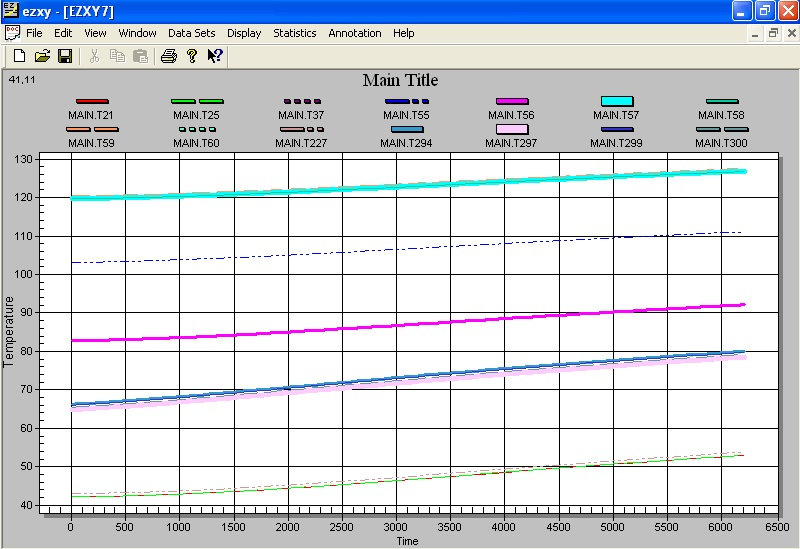 ezxy - [EZXY7]
File Edit View Window Data Sets Display Statistics Annotation Help
41,11
Main Title
MAIN.T21 MAIN.T25 MAIN.T37 MAIN.T55 MAIN.T56 MAIN.T57 MAIN.T58
MAIN.T59 MAIN.T60 MAIN.T227 MAIN.T294 MAIN.T297 MAIN.T299 MAIN.T300
130
120
110
100
90
80
70
60
50
40
Temperature
0 500 1000 1500 2000 2500 3000 3500 4000 4500 5000 5500 6000 6500
Time